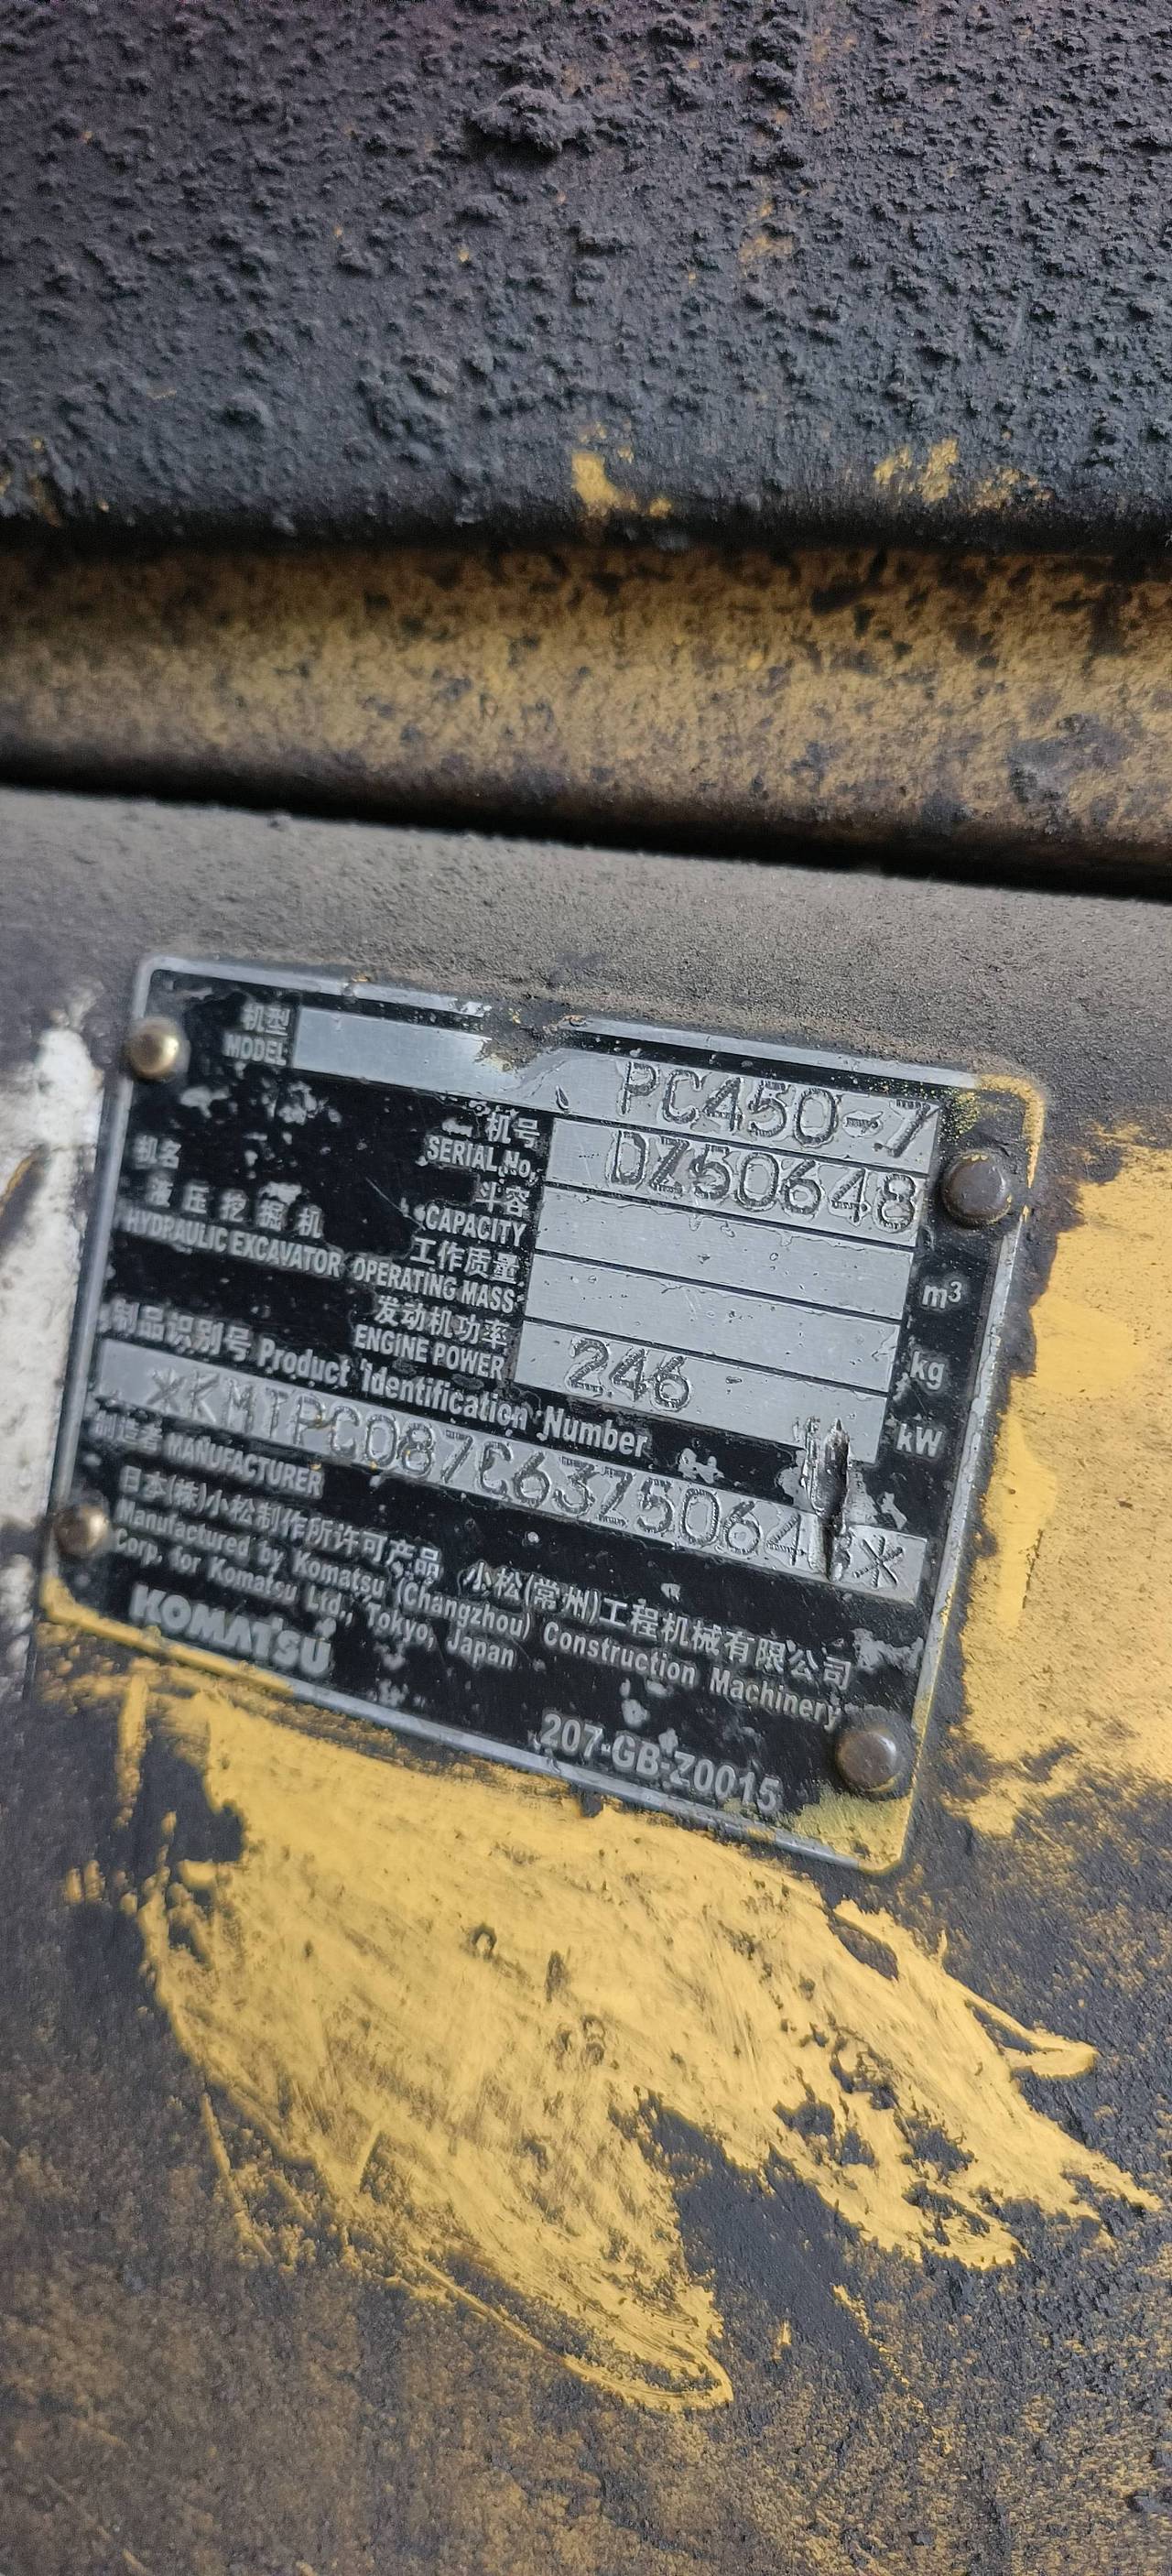 机型
MODEL PC450-7
机号
SERIAL No. DZ50648
机名
液压挖掘机
HYDRAULIC EXCAVATOR
斗容
CAPACITY m³
工作质量
OPERATING MASS kg
发动机功率
ENGINE POWER 246 kW
制品识别号 Product Identification Number
*KMTPC087C63Z5064
制造者 MANUFACTURER
日本(株)小松制作所许可产品 小松(常州)工程机械有限公司
Manufactured by Komatsu (Changzhou) Construction Machinery
Corp. for Komatsu Ltd., Tokyo, Japan
KOMATSU
207-GB-Z0015